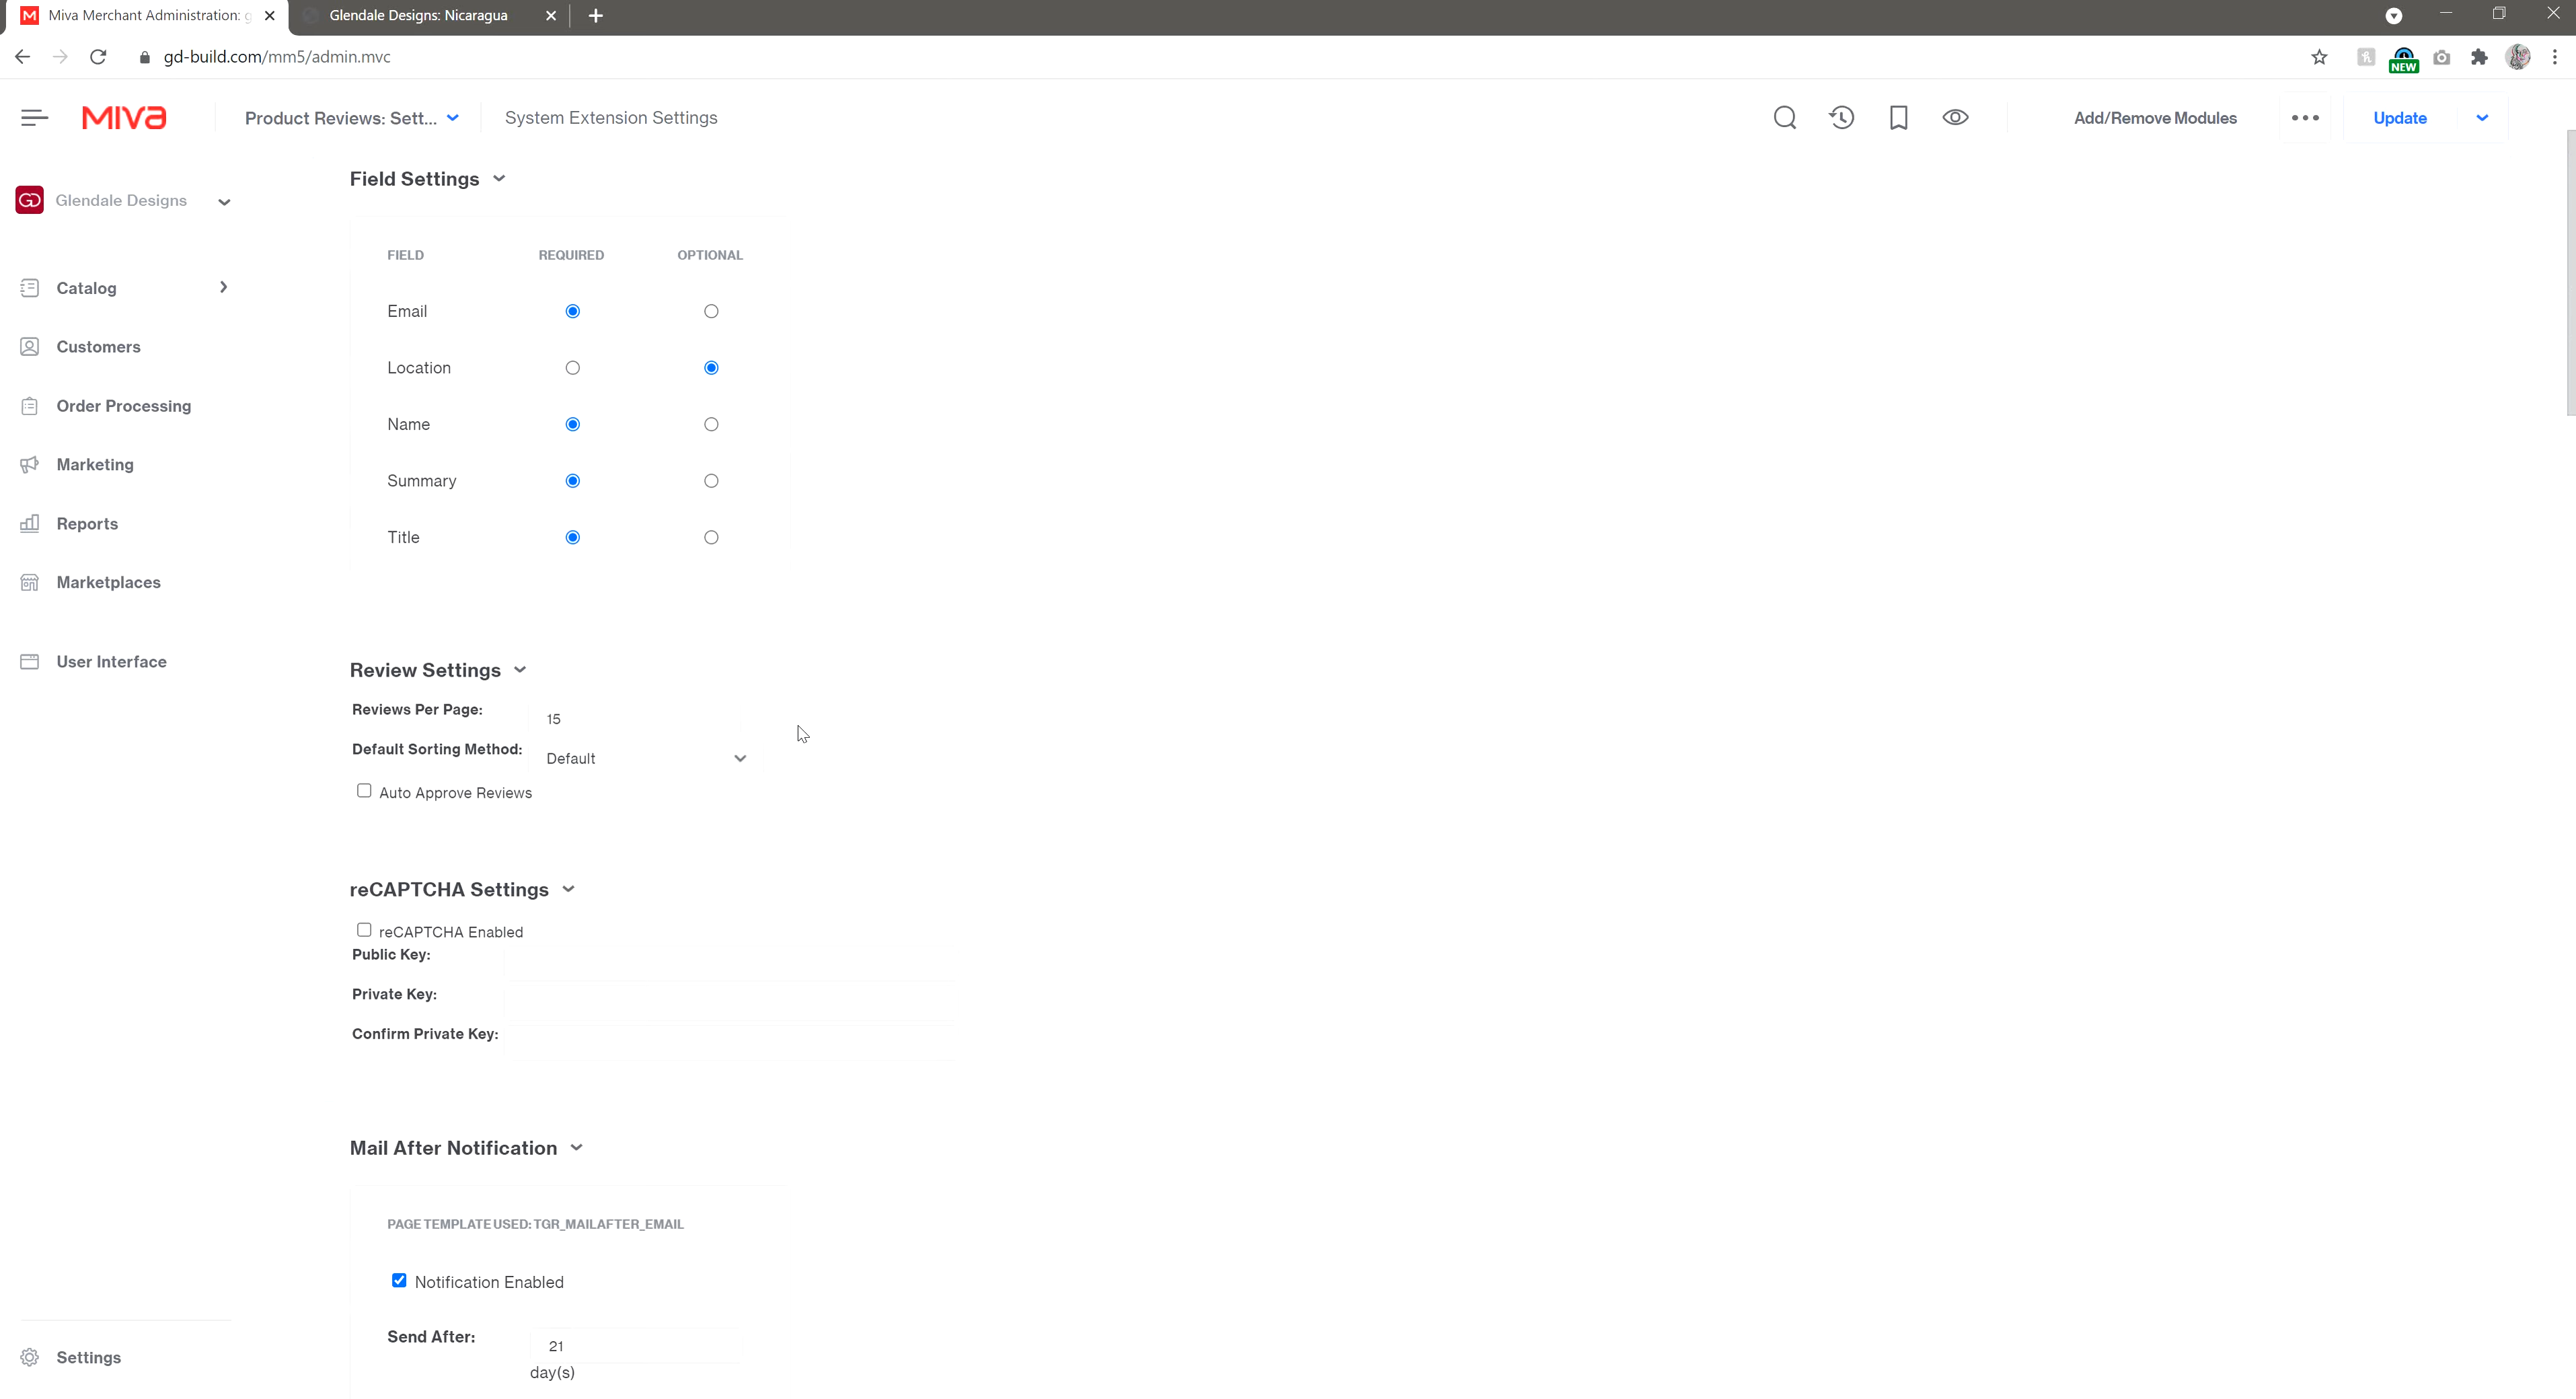 Miva Merchant Administration: g
Glendale Designs: Nicaragua
gd-build.com/mm5/admin.mvc
NEW
MIVA
Product Reviews: Sett...
System Extension Settings
Add/Remove Modules
Update
GD
Glendale Designs
Catalog
Customers
Order Processing
Marketing
Reports
Marketplaces
User Interface
Settings
Field Settings
FIELD REQUIRED OPTIONAL
Email
Location
Name
Summary
Title
Review Settings
Reviews Per Page: 15
Default Sorting Method: Default
Auto Approve Reviews
reCAPTCHA Settings
reCAPTCHA Enabled
Public Key:
Private Key:
Confirm Private Key:
Mail After Notification
PAGE TEMPLATE USED: TGR_MAILAFTER_EMAIL
Notification Enabled
Send After: 21
day(s)